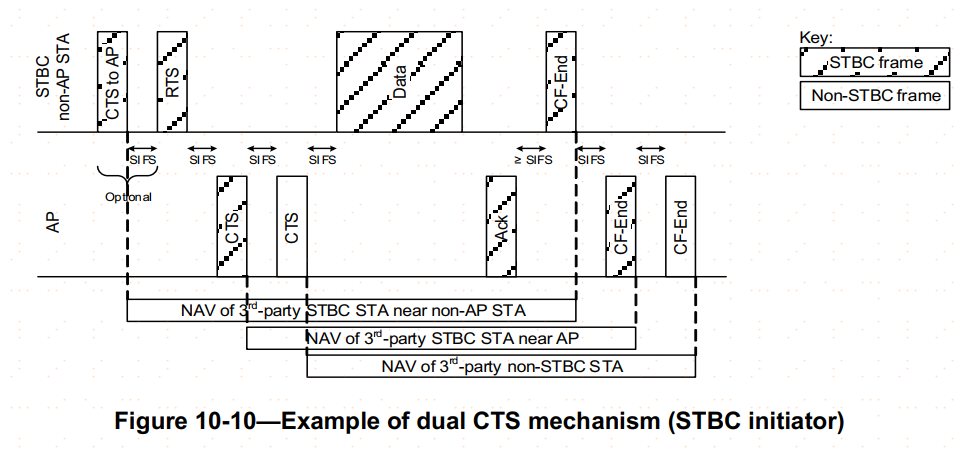 STBC
non-AP STA
CTS to AP
RTS
Data
CF-End
Key:
STBC frame
Non-STBC frame
SIFS
SIFS
SIFS
SIFS
≥ SIFS
SIFS
SIFS
Optional
AP
CTS
CTS
Ack
CF-End
CF-End
NAV of 3rd-party STBC STA near non-AP STA
NAV of 3rd-party STBC STA near AP
NAV of 3rd-party non-STBC STA
Figure 10-10—Example of dual CTS mechanism (STBC initiator)